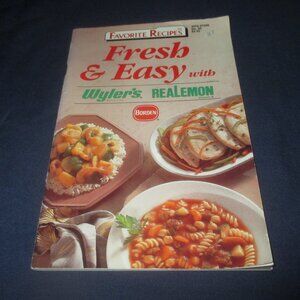 FAVORITE RECIPES
Fresh
& Easy with
Wyler's REALEMON
BORDEN